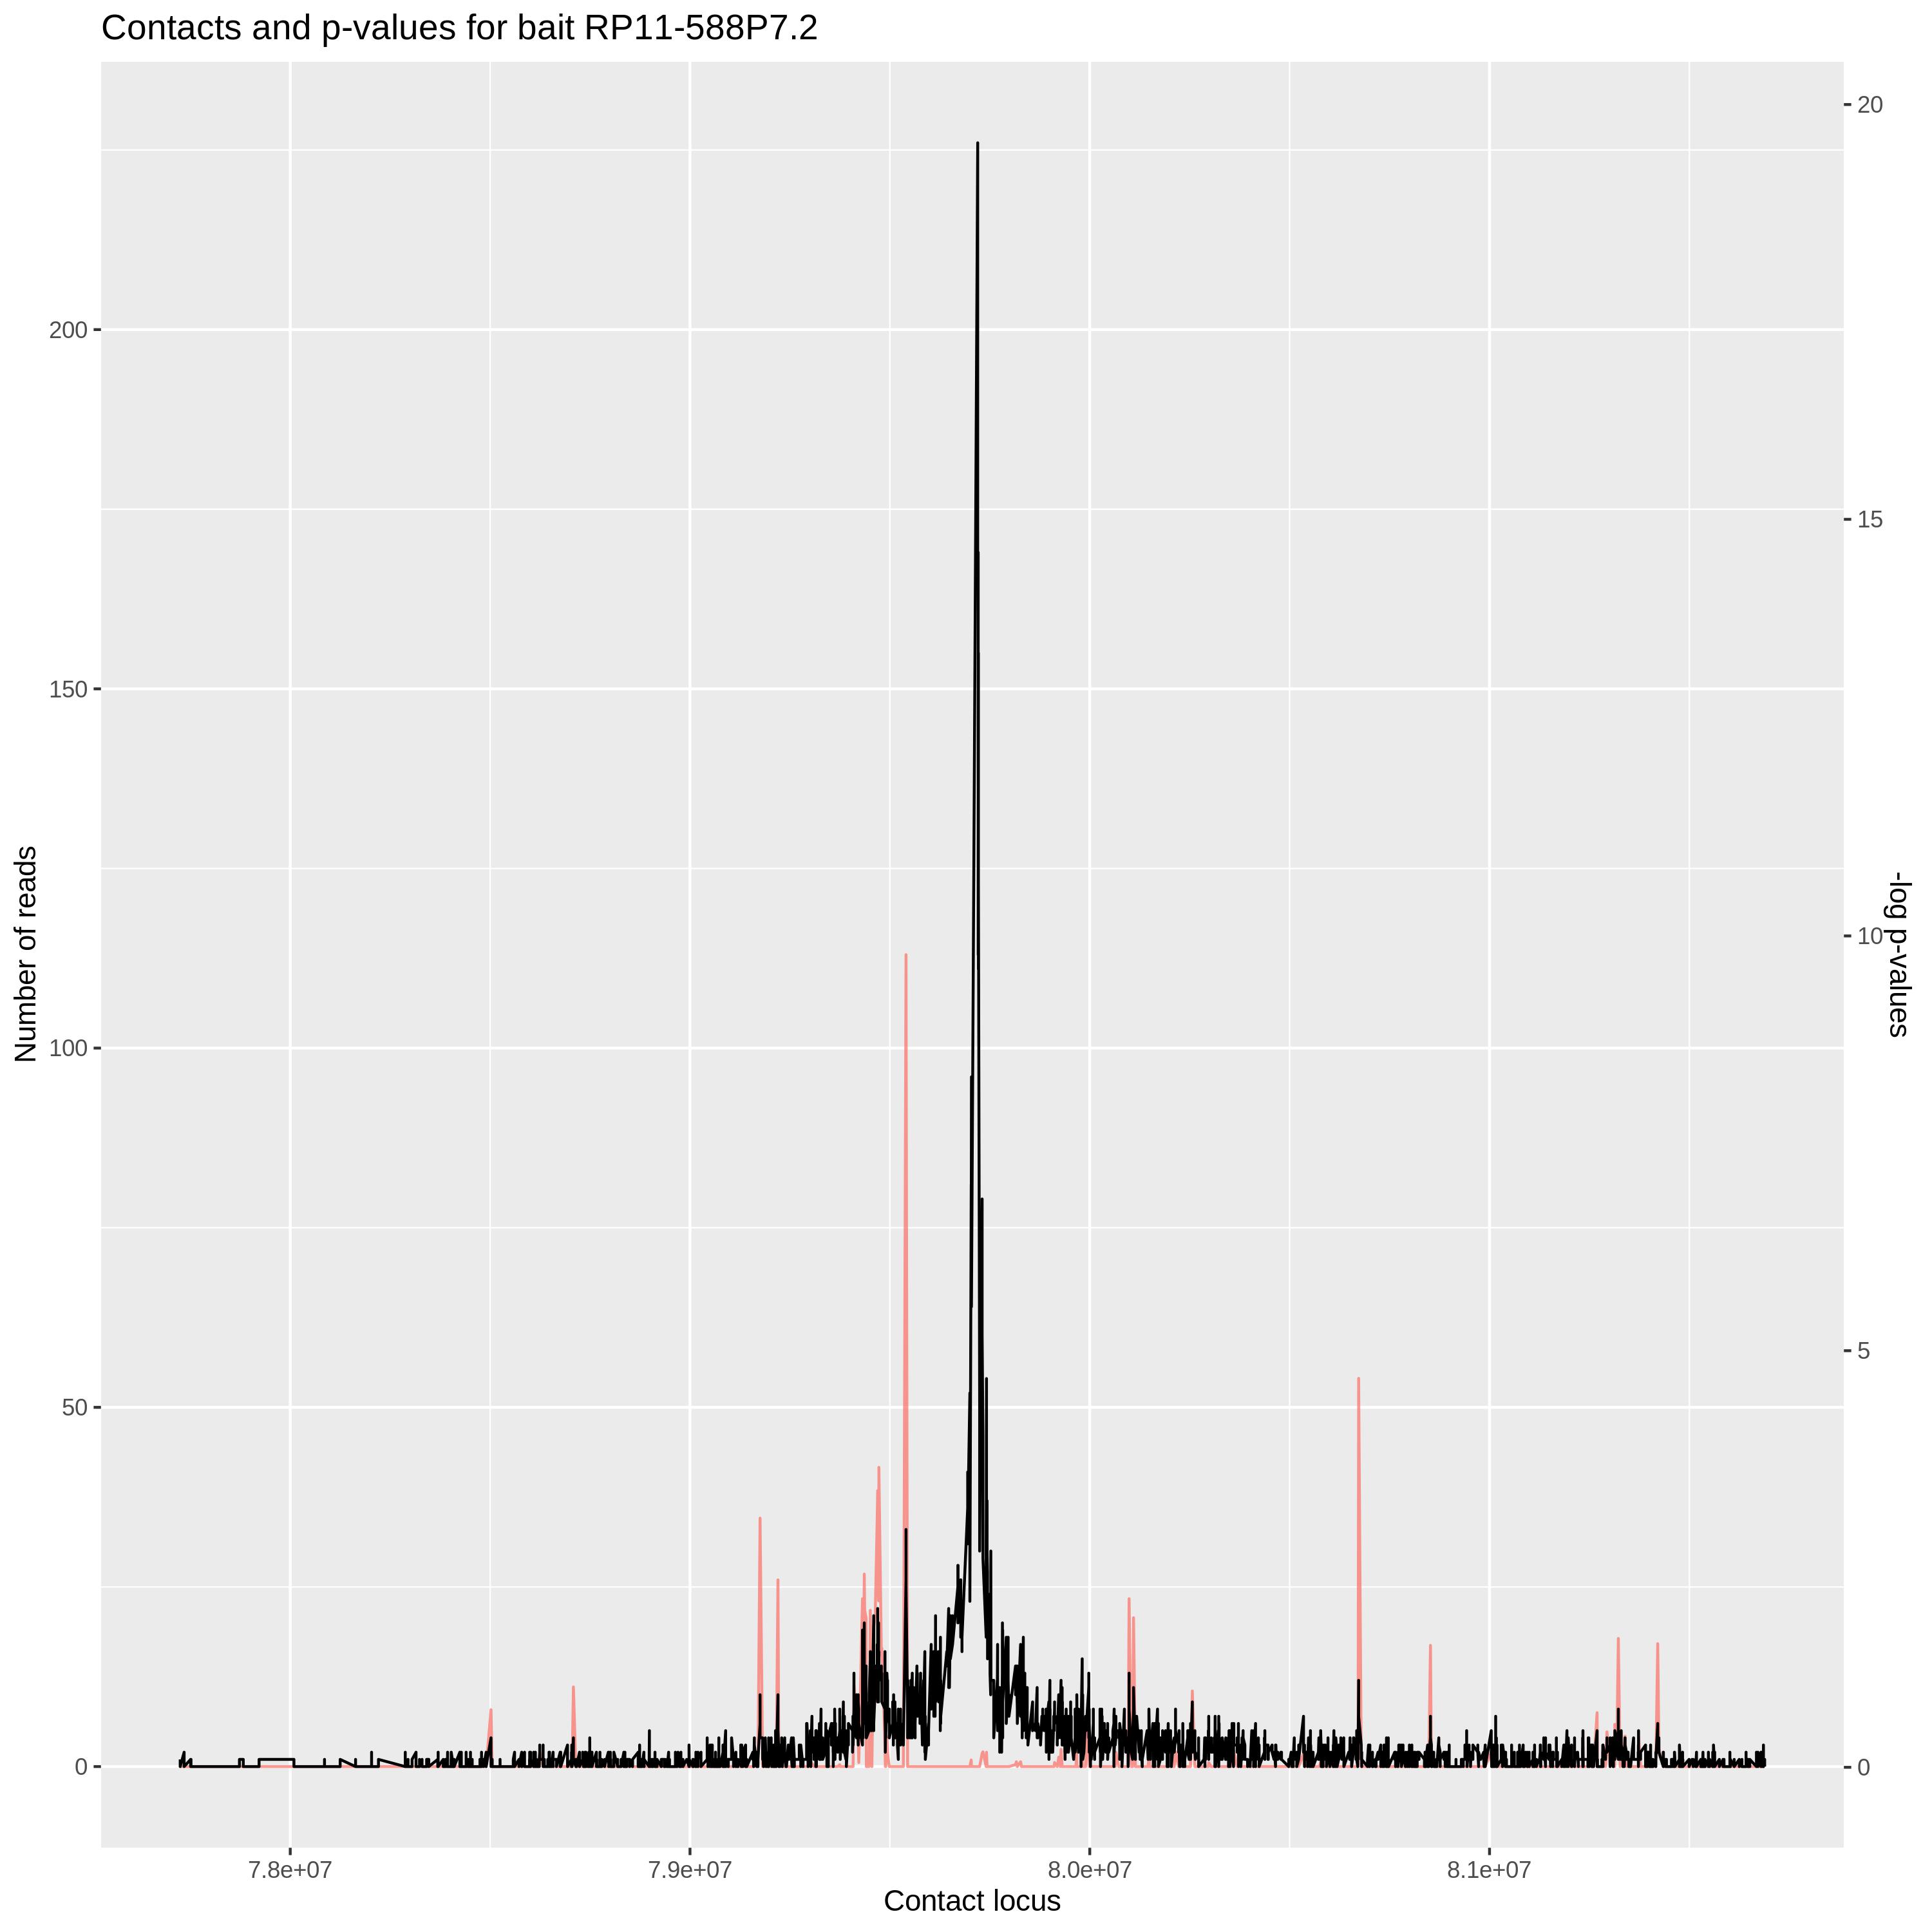 Contacts and p-values for bait RP11-588P7.2
Number of reads
200
150
100
50
0
20
15
10
5
0
-log p-values
7.8e+07
7.9e+07
8.0e+07
8.1e+07
Contact locus